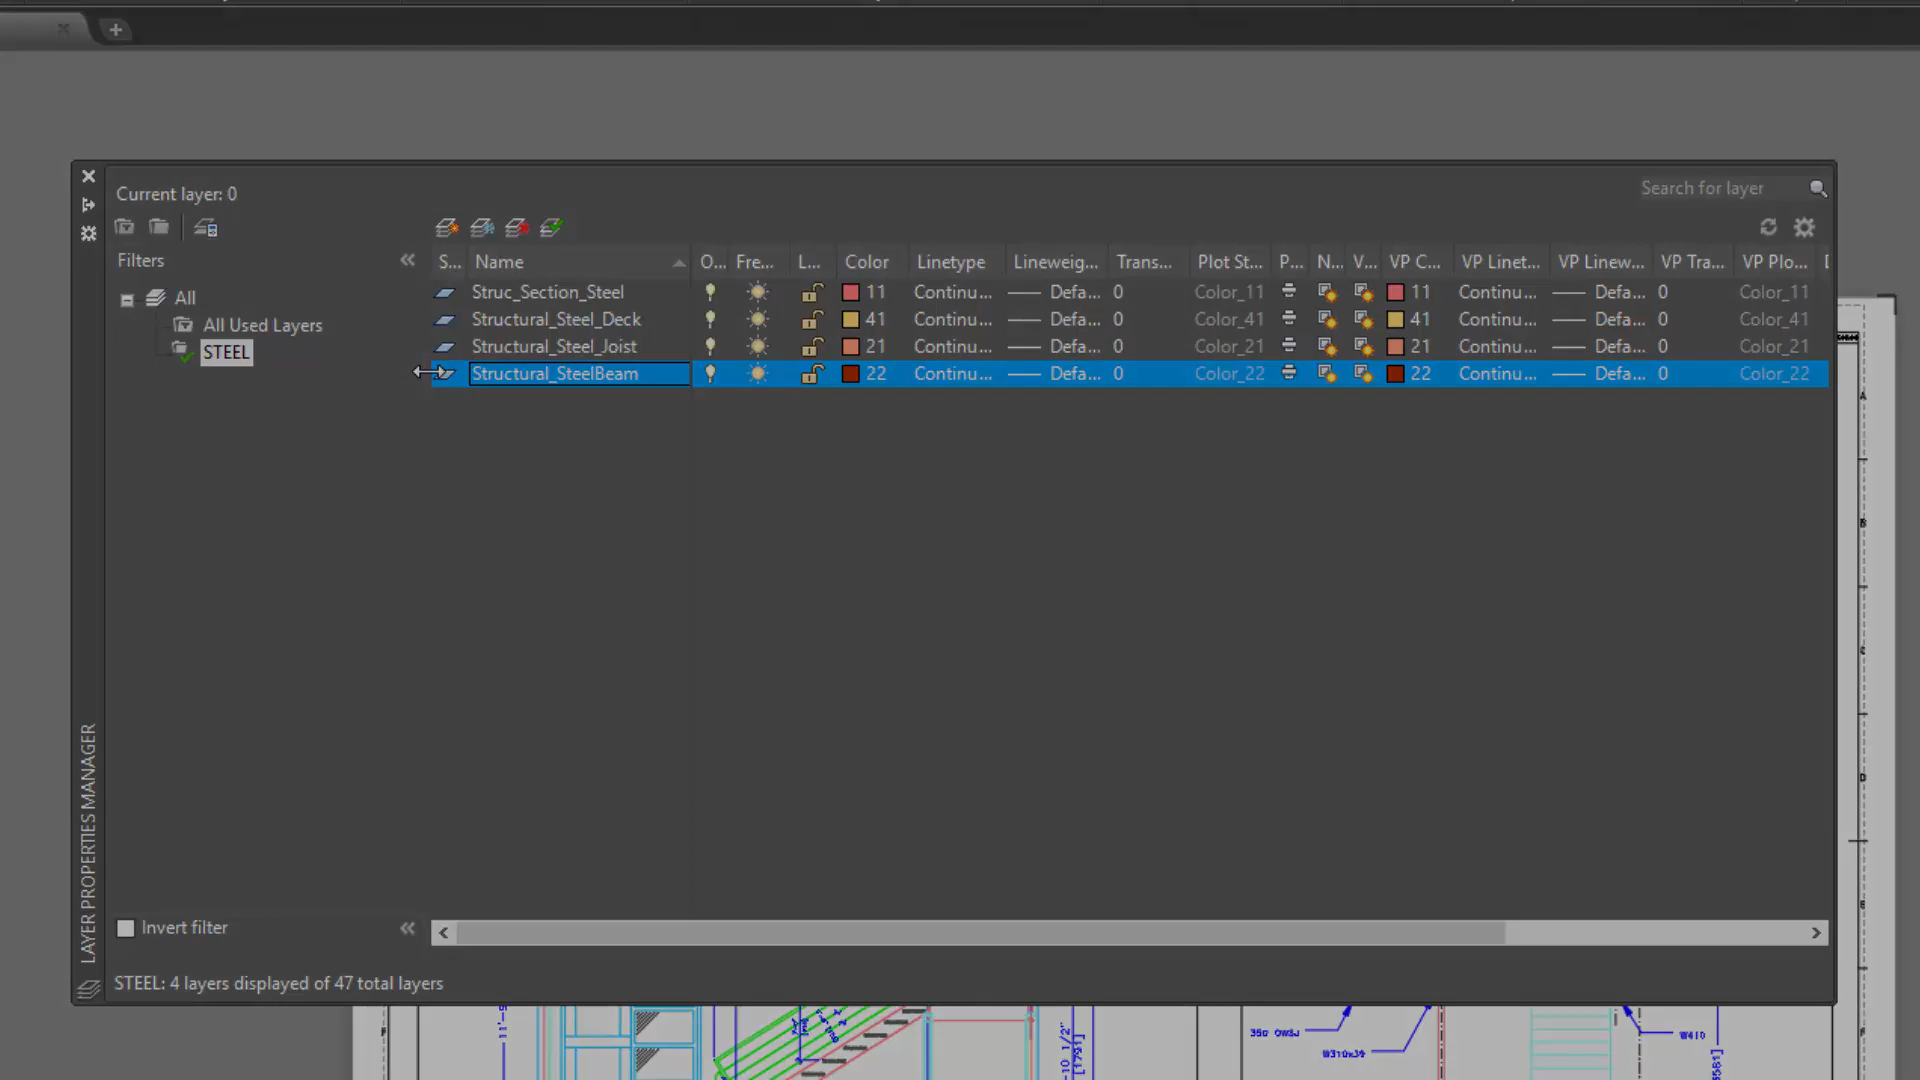 Current layer: 0
Search for layer
Filters
S... Name O... Fre... L... Color Linetype Lineweig... Trans... Plot St... P... N... V... VP C... VP Linet... VP Linew... VP Tra... VP Plo...
All
All Used Layers
STEEL
Struc_Section_Steel 11 Continu... Defa... 0 Color_11 11 Continu... Defa... 0 Color_11
Structural_Steel_Deck 41 Continu... Defa... 0 Color_41 41 Continu... Defa... 0 Color_41
Structural_Steel_Joist 21 Continu... Defa... 0 Color_21 21 Continu... Defa... 0 Color_21
Structural_SteelBeam 22 Continu... Defa... 0 Color_22 22 Continu... Defa... 0 Color_22
Invert filter
STEEL: 4 layers displayed of 47 total layers
LAYER PROPERTIES MANAGER
A
B
C
D
E
F
F
W310x39
W410